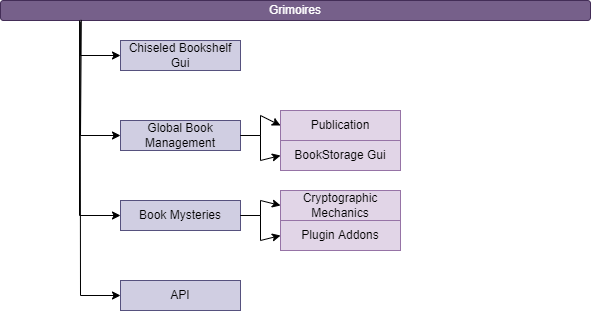 Grimoires
Chiseled Bookshelf
Gui
Global Book
Management
Publication
BookStorage Gui
Book Mysteries
Cryptographic
Mechanics
Plugin Addons
API